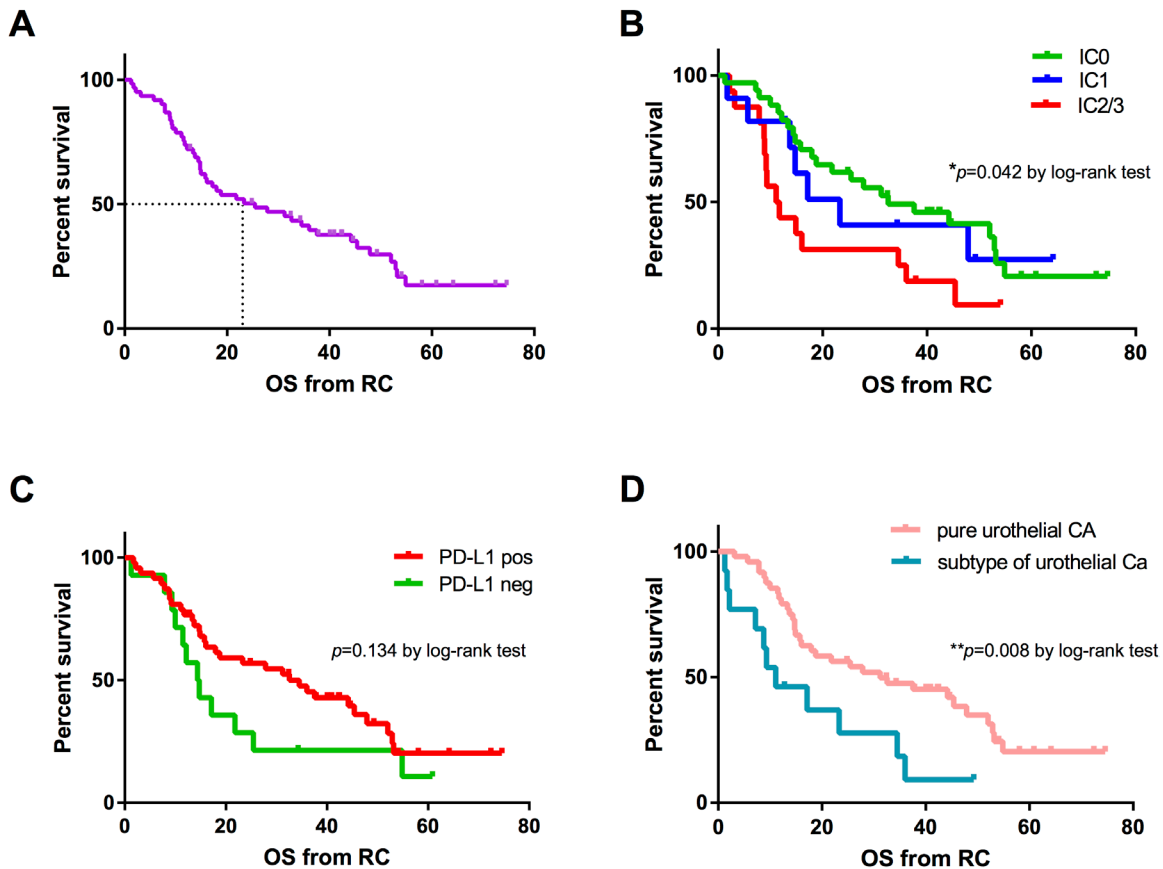 A
100
50
0
Percent survival
0 20 40 60 80
OS from RC
B
IC0
IC1
IC2/3
*p=0.042 by log-rank test
100
50
0
Percent survival
0 20 40 60 80
OS from RC
C
PD-L1 pos
PD-L1 neg
p=0.134 by log-rank test
100
50
0
Percent survival
0 20 40 60 80
OS from RC
D
pure urothelial CA
subtype of urothelial Ca
**p=0.008 by log-rank test
100
50
0
Percent survival
0 20 40 60 80
OS from RC